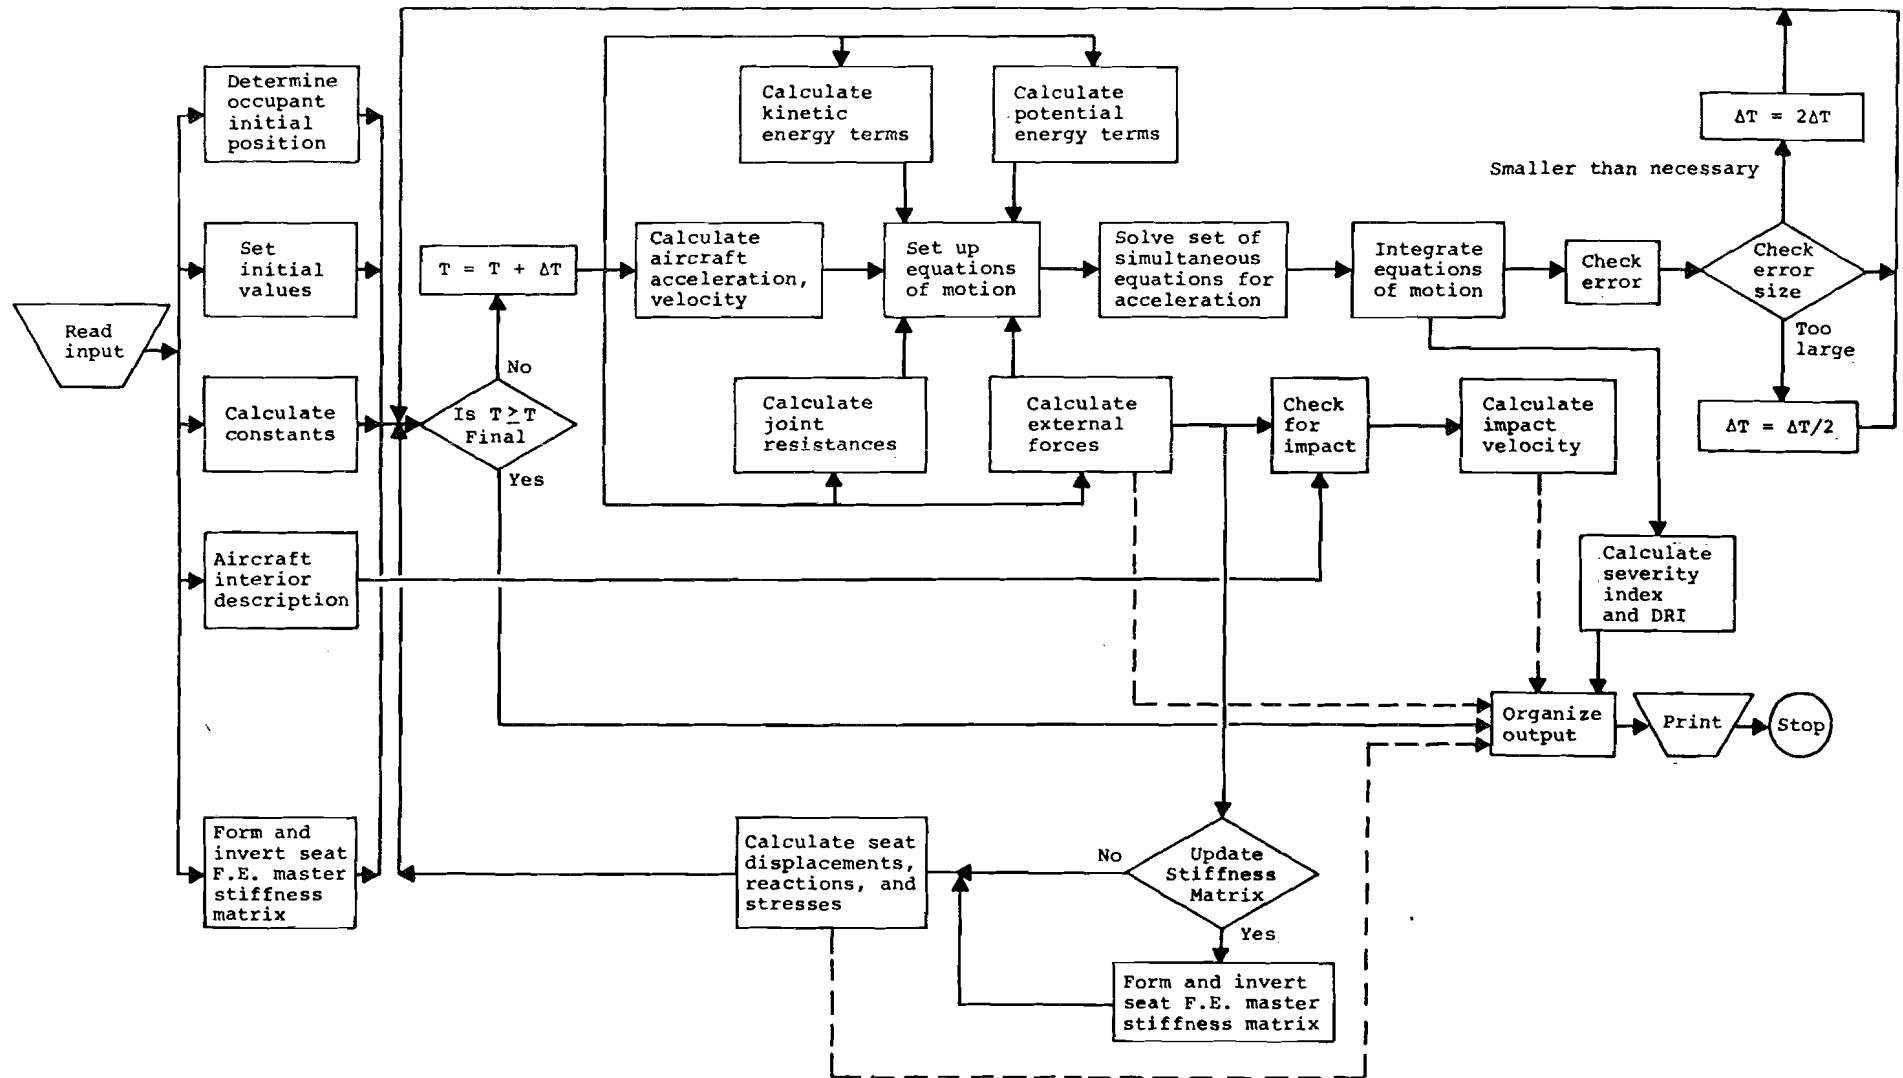 Determine
occupant
initial
position
Set
initial
values
Read
input
Calculate
constants
Aircraft
interior
description
Form and
invert seat
F.E. master
stiffness
matrix
T = T + ΔT
No
Is T ≥ T
Final
Yes
Calculate
kinetic
energy terms
Calculate
potential
energy terms
Calculate
aircraft
acceleration,
velocity
Set up
equations
of motion
Solve set of
simultaneous
equations for
acceleration
Integrate
equations
of motion
Check
error
Check
error
size
Smaller than necessary
ΔT = 2ΔT
Too
large
ΔT = ΔT/2
Calculate
joint
resistances
Calculate
external
forces
Check
for
impact
Calculate
impact
velocity
Calculate
severity
index
and DRI
Organize
output
Print
Stop
Calculate seat
displacements,
reactions, and
stresses
No
Update
Stiffness
Matrix
Yes
Form and invert
seat F.E. master
stiffness matrix